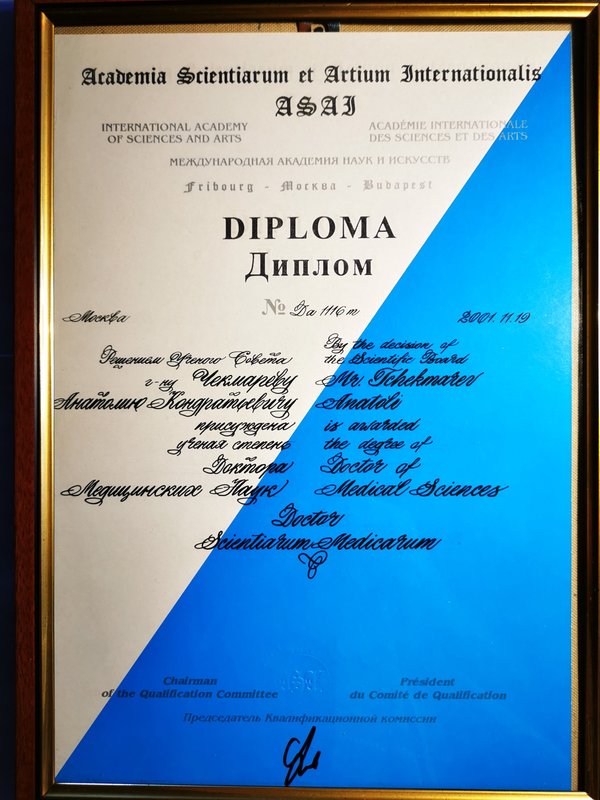 Academia Scientiarum et Artium Internationalis
ASAI
INTERNATIONAL ACADEMY
OF SCIENCES AND ARTS
ACADÉMIE INTERNATIONALE
DES SCIENCES ET DES ARTS
МЕЖДУНАРОДНАЯ АКАДЕМИЯ НАУК И ИСКУССТВ
Fribourg - Москва - Budapest
DIPLOMA
Диплом
№ Da 1116 m
Москва
2001.11.19
Решением Ученого Совета
г-ну Чекмарову
Анатолию Кондратьевичу
присуждена
ученая степень
Доктора
Медицинских Наук
By the decision of
the Scientific Board
Mr. Tchekmarev
Anatoli
is awarded
the degree of
Doctor of
Medical Sciences
Doctor
Scientiarum Medicarum
Chairman
of the Qualification Committee
Président
du Comité de Qualification
Председатель Квалификационной комиссии